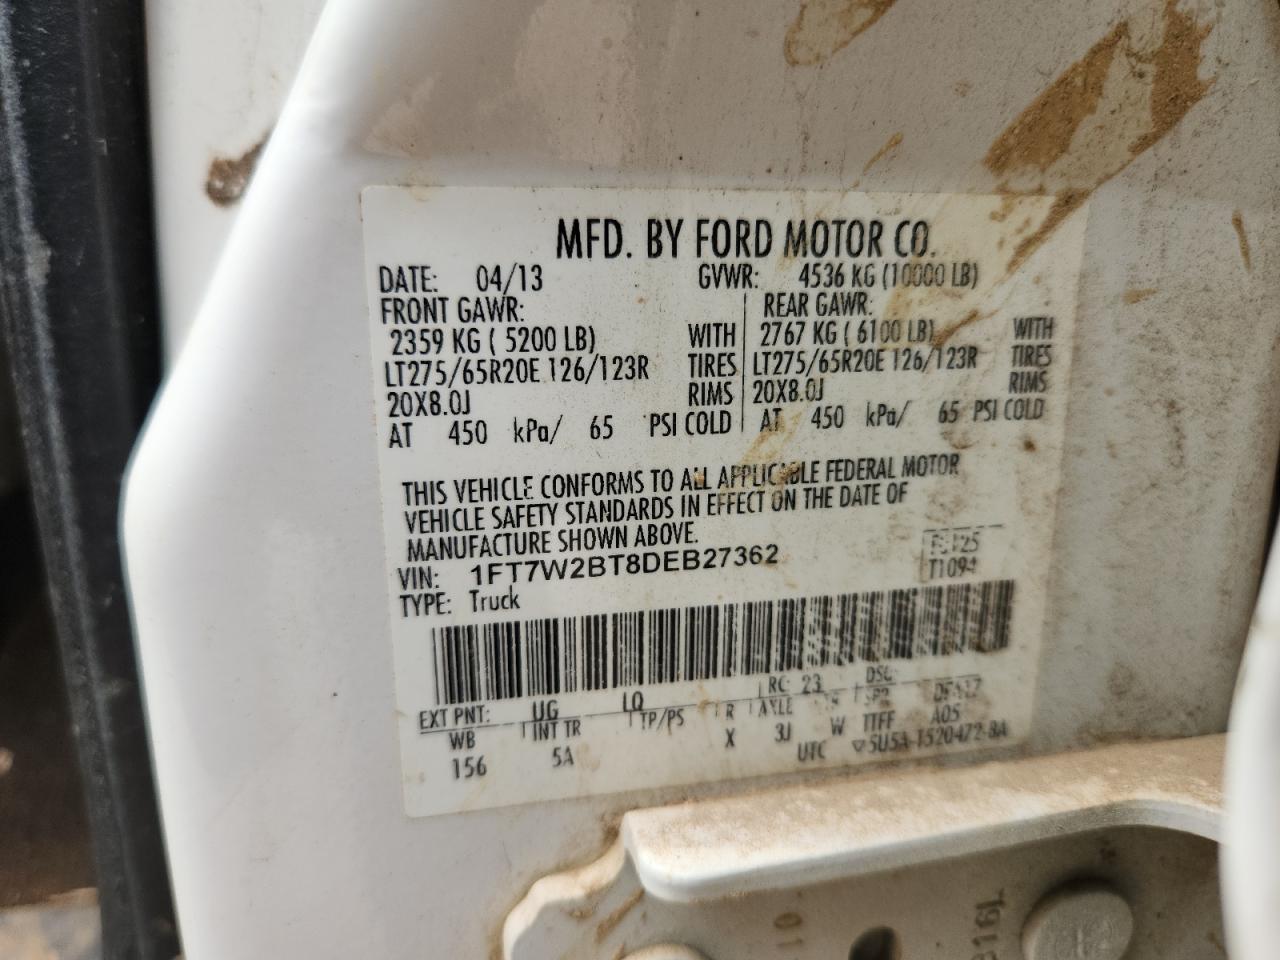 MFD. BY FORD MOTOR CO.
DATE: 04/13 GVWR: 4536 KG (10000 LB)
FRONT GAWR: REAR GAWR:
2359 KG ( 5200 LB) WITH 2767 KG ( 6100 LB) WITH
LT275/65R20E 126/123R TIRES LT275/65R20E 126/123R TIRES
20X8.0J RIMS 20X8.0J RIMS
AT 450 kPa/ 65 PSI COLD AT 450 kPa/ 65 PSI COLD
THIS VEHICLE CONFORMS TO ALL APPLICABLE FEDERAL MOTOR
VEHICLE SAFETY STANDARDS IN EFFECT ON THE DATE OF
MANUFACTURE SHOWN ABOVE.
VIN: 1FT7W2BT8DEB27362
T1094
TYPE: Truck
EXT PNT: UG LQ RC: 23 DSO:
WB INT TR TP/PS R AXLE
156 5A X 3J W TTFF A05
UTC ▽5U5A-1520472-BA
316L